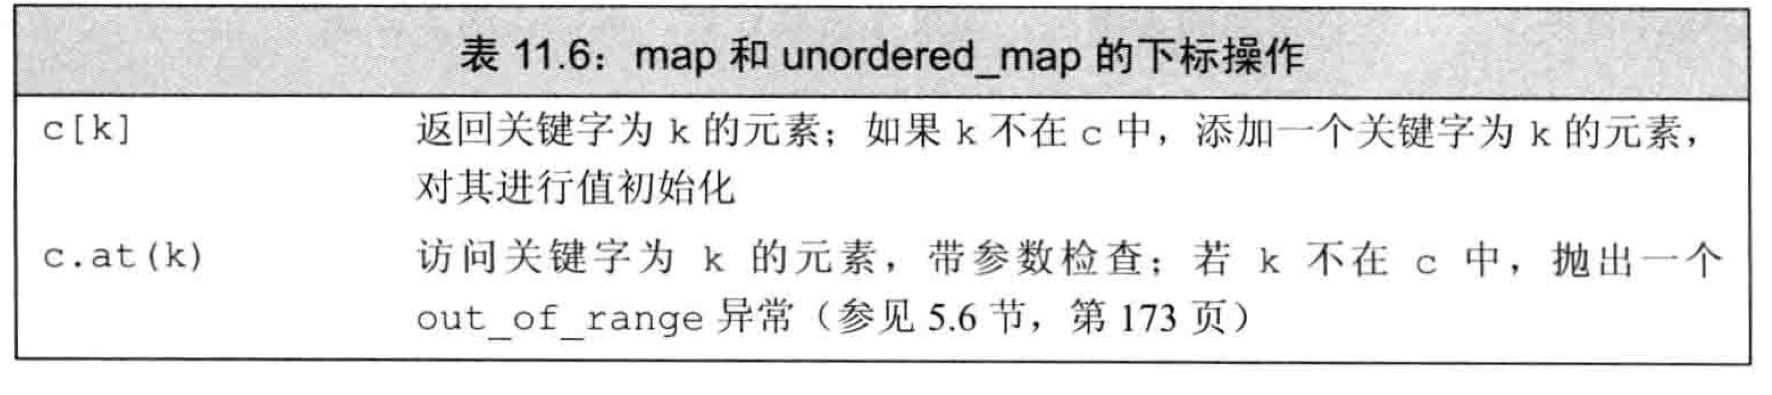 表 11.6：map 和 unordered_map 的下标操作
c[k] 返回关键字为 k 的元素；如果 k 不在 c 中，添加一个关键字为 k 的元素，
对其进行值初始化
c.at(k) 访问关键字为 k 的元素，带参数检查；若 k 不在 c 中，抛出一个
out_of_range 异常（参见 5.6 节，第 173 页）